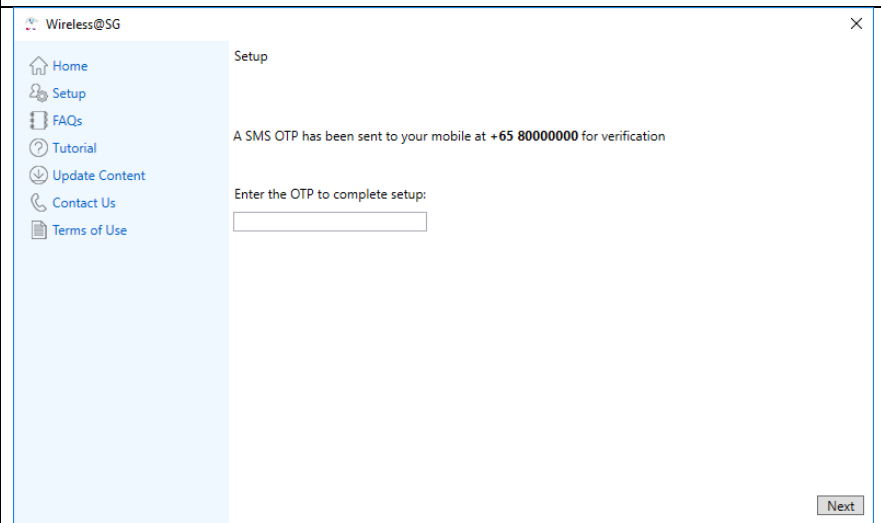 Wireless@SG
Home
Setup
FAQs
Tutorial
Update Content
Contact Us
Terms of Use
Setup
A SMS OTP has been sent to your mobile at +65 80000000 for verification
Enter the OTP to complete setup:
Next